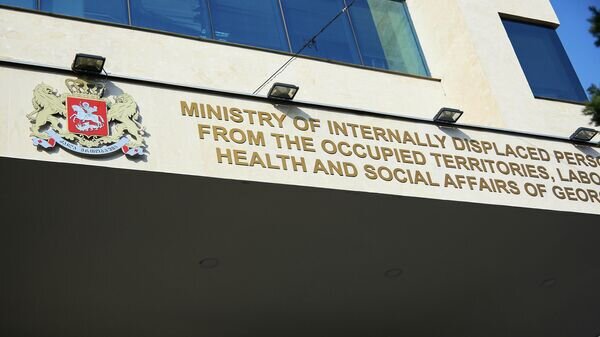 MINISTRY OF INTERNALLY DISPLACED PERSO
FROM THE OCCUPIED TERRITORIES, LABO
HEALTH AND SOCIAL AFFAIRS OF GEOR